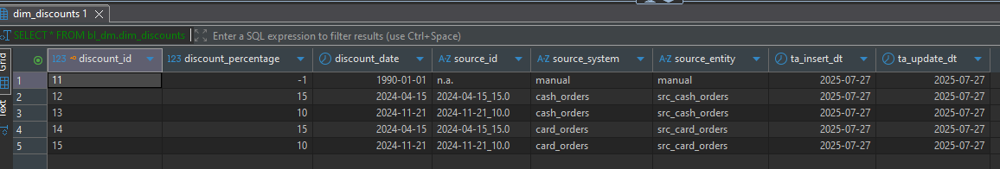 dim_discounts 1
SELECT * FROM bl_dm.dim_discounts Enter a SQL expression to filter results (use Ctrl+Space)
Grid
Text
123 discount_id 123 discount_percentage discount_date A-Z source_id A-Z source_system A-Z source_entity ta_insert_dt ta_update_dt
1 11 -1 1990-01-01 n.a. manual manual 2025-07-27 2025-07-27
2 12 15 2024-04-15 2024-04-15_15.0 cash_orders src_cash_orders 2025-07-27 2025-07-27
3 13 10 2024-11-21 2024-11-21_10.0 cash_orders src_cash_orders 2025-07-27 2025-07-27
4 14 15 2024-04-15 2024-04-15_15.0 card_orders src_card_orders 2025-07-27 2025-07-27
5 15 10 2024-11-21 2024-11-21_10.0 card_orders src_card_orders 2025-07-27 2025-07-27